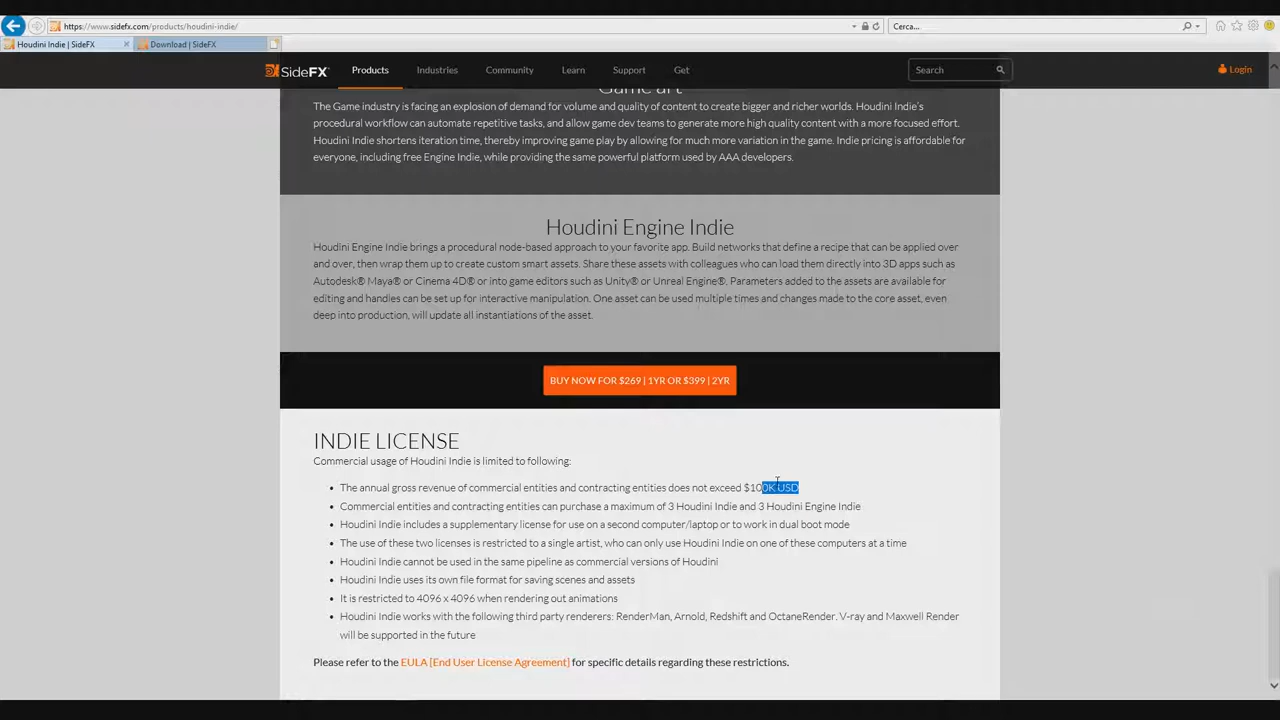 https://www.sidefx.com/products/houdini-indie/
Cerca...
Houdini Indie | SideFX
Download | SideFX
SideFX
Products
Industries
Community
Learn
Support
Get
Search
Login
Game art
The Game industry is facing an explosion of demand for volume and quality of content to create bigger and richer worlds. Houdini Indie's
procedural workflow can automate repetitive tasks, and allow game dev teams to generate more high quality content with a more focused effort.
Houdini Indie shortens iteration time, thereby improving game play by allowing for much more variation in the game. Indie pricing is affordable for
everyone, including free Engine Indie, while providing the same powerful platform used by AAA developers.
Houdini Engine Indie
Houdini Engine Indie brings a procedural node-based approach to your favorite app. Build networks that define a recipe that can be applied over
and over, then wrap them up to create custom smart assets. Share these assets with colleagues who can load them directly into 3D apps such as
Autodesk® Maya® or Cinema 4D® or into game editors such as Unity® or Unreal Engine®. Parameters added to the assets are available for
editing and handles can be set up for interactive manipulation. One asset can be used multiple times and changes made to the core asset, even
deep into production, will update all instantiations of the asset.
BUY NOW FOR $269 | 1YR OR $399 | 2YR
INDIE LICENSE
Commercial usage of Houdini Indie is limited to following:
• The annual gross revenue of commercial entities and contracting entities does not exceed $100K USD
• Commercial entities and contracting entities can purchase a maximum of 3 Houdini Indie and 3 Houdini Engine Indie
• Houdini Indie includes a supplementary license for use on a second computer/laptop or to work in dual boot mode
• The use of these two licenses is restricted to a single artist, who can only use Houdini Indie on one of these computers at a time
• Houdini Indie cannot be used in the same pipeline as commercial versions of Houdini
• Houdini Indie uses its own file format for saving scenes and assets
• It is restricted to 4096 x 4096 when rendering out animations
• Houdini Indie works with the following third party renderers: RenderMan, Arnold, Redshift and OctaneRender. V-ray and Maxwell Render
will be supported in the future
Please refer to the EULA [End User License Agreement] for specific details regarding these restrictions.